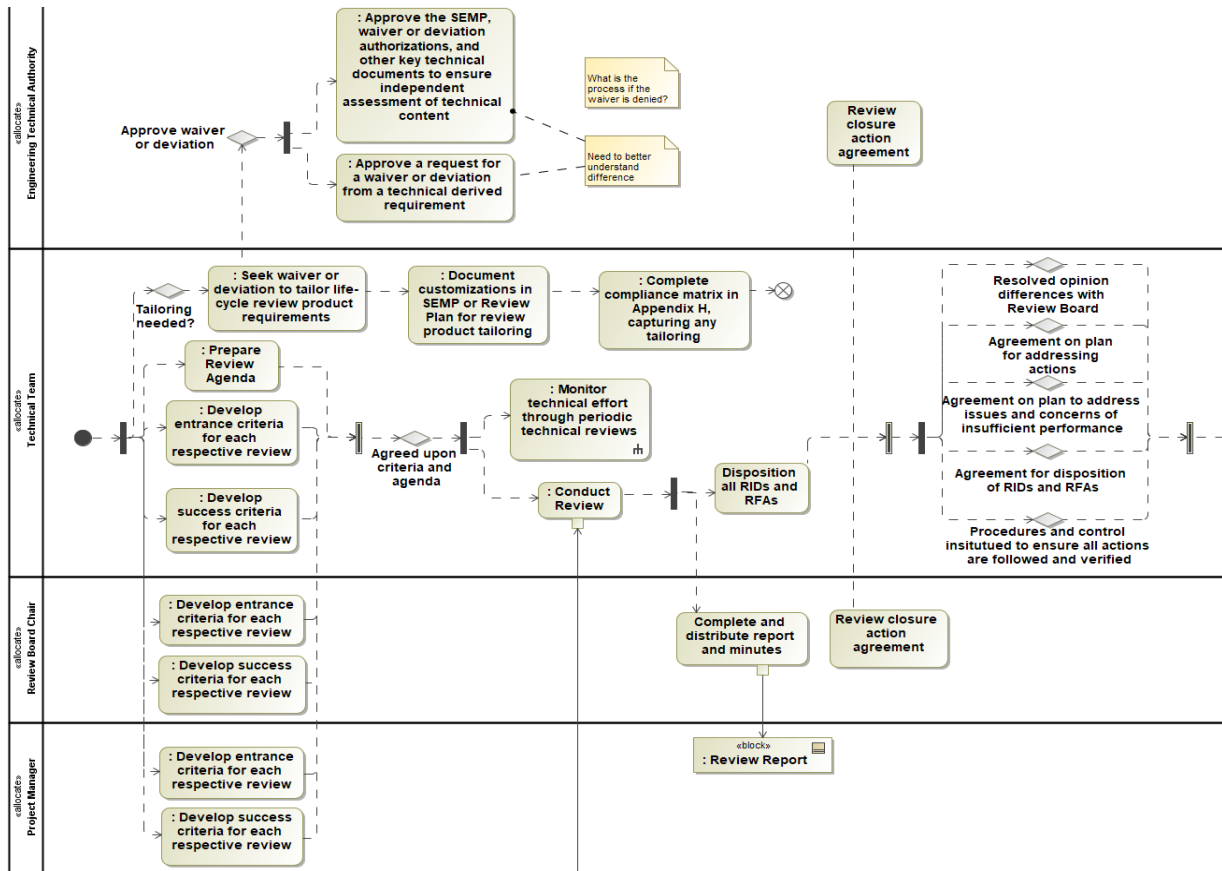 «allocate»
Engineering Technical Authority
Approve waiver
or deviation
: Approve the SEMP,
waiver or deviation
authorizations, and
other key technical
documents to ensure
independent
assessment of technical
content
: Approve a request for
a waiver or deviation
from a technical derived
requirement
What is the
process if the
waiver is denied?
Need to better
understand
difference
Review
closure
action
agreement
«allocate»
Technical Team
Tailoring
needed?
: Seek waiver or
deviation to tailor life-
cycle review product
requirements
: Document
customizations in
SEMP or Review
Plan for review
product tailoring
: Complete
compliance matrix in
Appendix H,
capturing any
tailoring
: Prepare
Review
Agenda
: Develop
entrance criteria
for each
respective review
: Develop
success criteria
for each
respective review
Agreed upon
criteria and
agenda
: Monitor
technical effort
through periodic
technical reviews
: Conduct
Review
Disposition
all RIDs and
RFAs
Resolved opinion
differences with
Review Board
Agreement on plan
for addressing
actions
Agreement on plan to address
issues and concerns of
insufficient performance
Agreement for disposition
of RIDs and RFAs
Procedures and control
insitutued to ensure all actions
are followed and verified
«allocate»
Review Board Chair
: Develop entrance
criteria for each
respective review
: Develop success
criteria for each
respective review
Complete and
distribute report
and minutes
Review closure
action
agreement
«allocate»
Project Manager
: Develop entrance
criteria for each
respective review
: Develop success
criteria for each
respective review
«block»
: Review Report